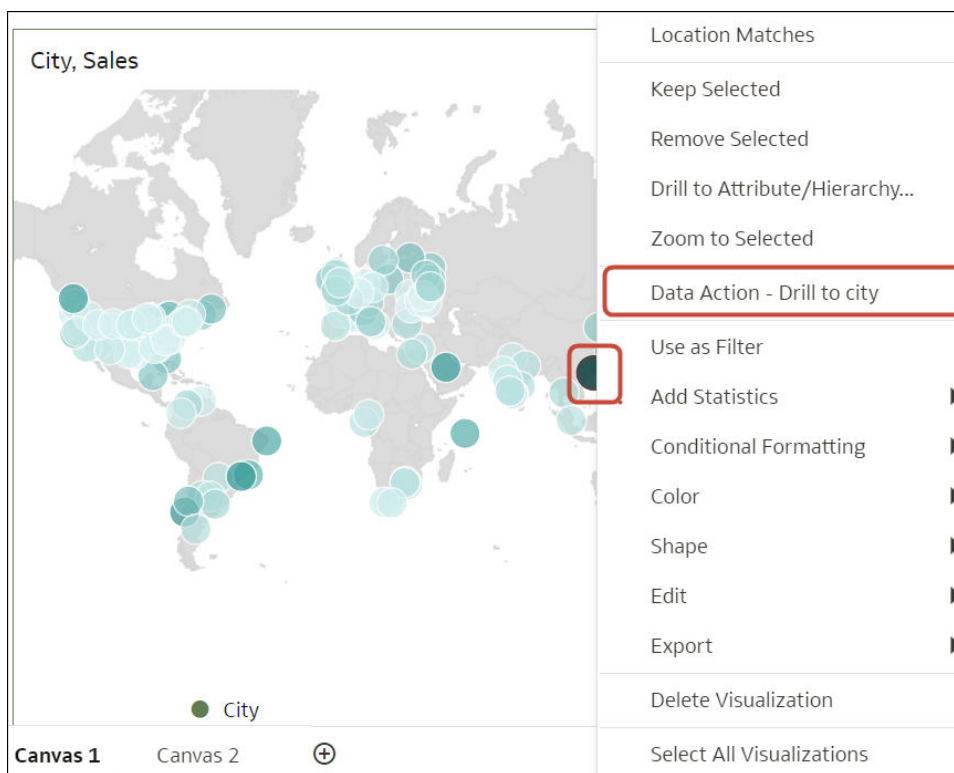 City, Sales
City
Canvas 1
Canvas 2
Location Matches
Keep Selected
Remove Selected
Drill to Attribute/Hierarchy...
Zoom to Selected
Data Action - Drill to city
Use as Filter
Add Statistics
Conditional Formatting
Color
Shape
Edit
Export
Delete Visualization
Select All Visualizations